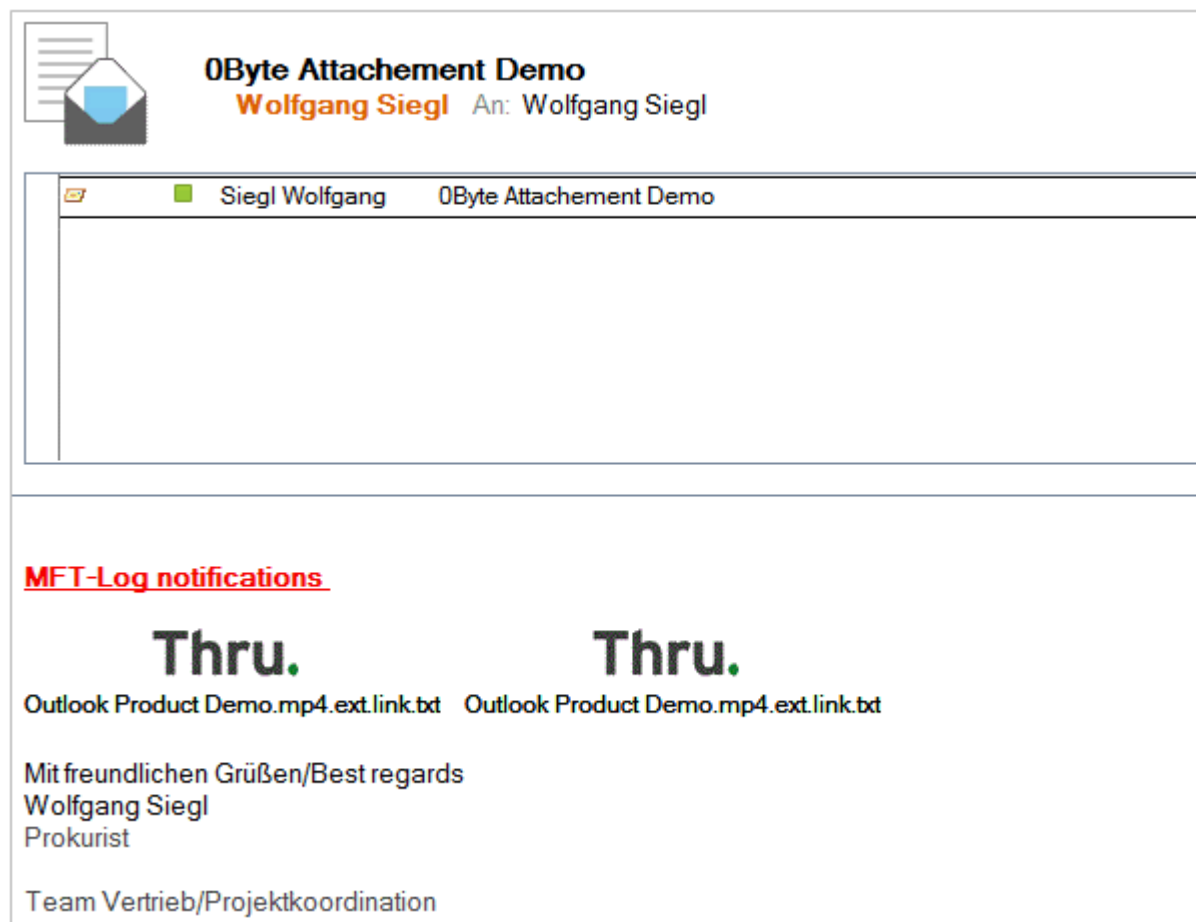 0Byte Attachement Demo
Wolfgang Siegl An: Wolfgang Siegl
Siegl Wolfgang 0Byte Attachement Demo
MFT-Log notifications
Thru. Thru.
Outlook Product Demo.mp4.ext.link.txt Outlook Product Demo.mp4.ext.link.txt
Mit freundlichen Grüßen/Best regards
Wolfgang Siegl
Prokurist
Team Vertrieb/Projektkoordination